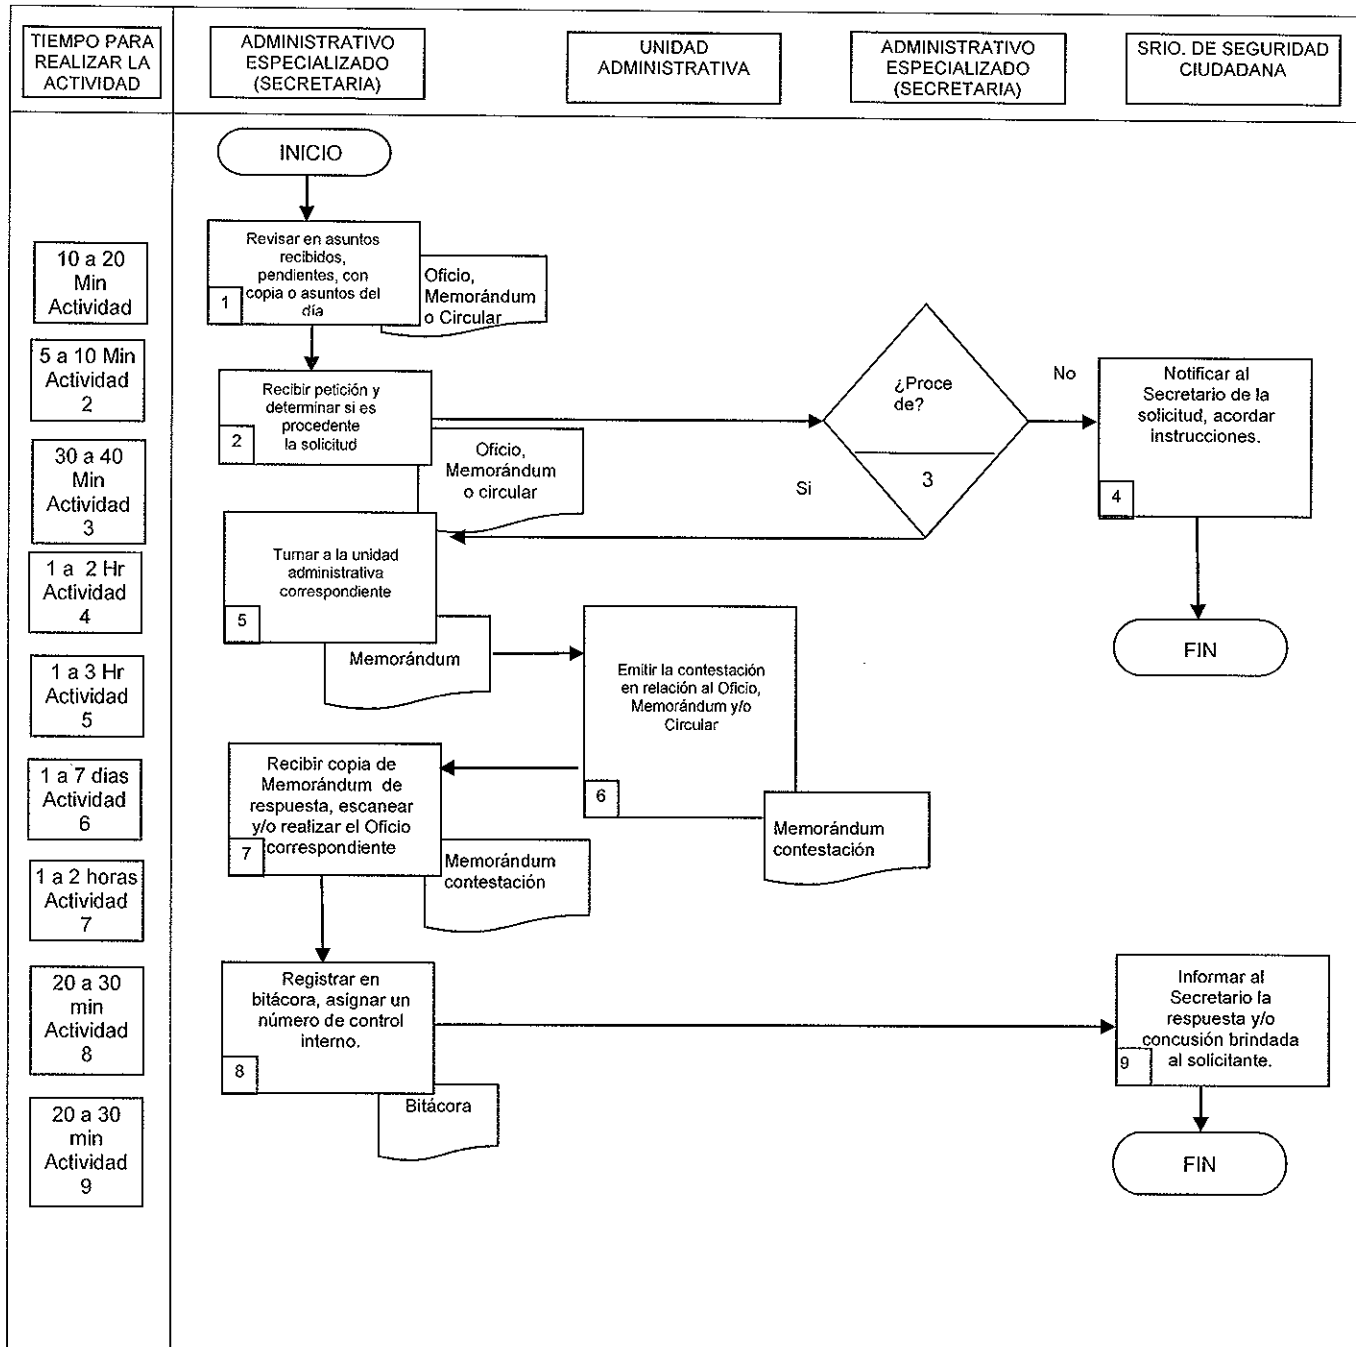 TIEMPO PARA
REALIZAR LA
ACTIVIDAD
ADMINISTRATIVO
ESPECIALIZADO
(SECRETARIA)
UNIDAD
ADMINISTRATIVA
ADMINISTRATIVO
ESPECIALIZADO
(SECRETARIA)
SRIO. DE SEGURIDAD
CIUDADANA
INICIO
10 a 20
Min
Actividad
Revisar en asuntos
recibidos,
pendientes, con
copia o asuntos del
día
1
Oficio,
Memorándum
o Circular
5 a 10 Min
Actividad
2
Recibir petición y
determinar si es
procedente
la solicitud
2
Oficio,
Memorándum
o circular
¿Proce
de?
3
No
Si
Notificar al
Secretario de la
solicitud, acordar
instrucciones.
4
FIN
30 a 40
Min
Actividad
3
1 a 2 Hr
Actividad
4
Turnar a la unidad
administrativa
correspondiente
5
Memorándum
1 a 3 Hr
Actividad
5
Emitir la contestación
en relación al Oficio,
Memorándum y/o
Circular
6
Memorándum
contestación
1 a 7 días
Actividad
6
Recibir copia de
Memorándum de
respuesta, escanear
y/o realizar el Oficio
correspondiente
7
Memorándum
contestación
1 a 2 horas
Actividad
7
20 a 30
min
Actividad
8
Registrar en
bitácora, asignar un
número de control
interno.
8
Bitácora
Informar al
Secretario la
respuesta y/o
concusión brindada
al solicitante.
9
FIN
20 a 30
min
Actividad
9